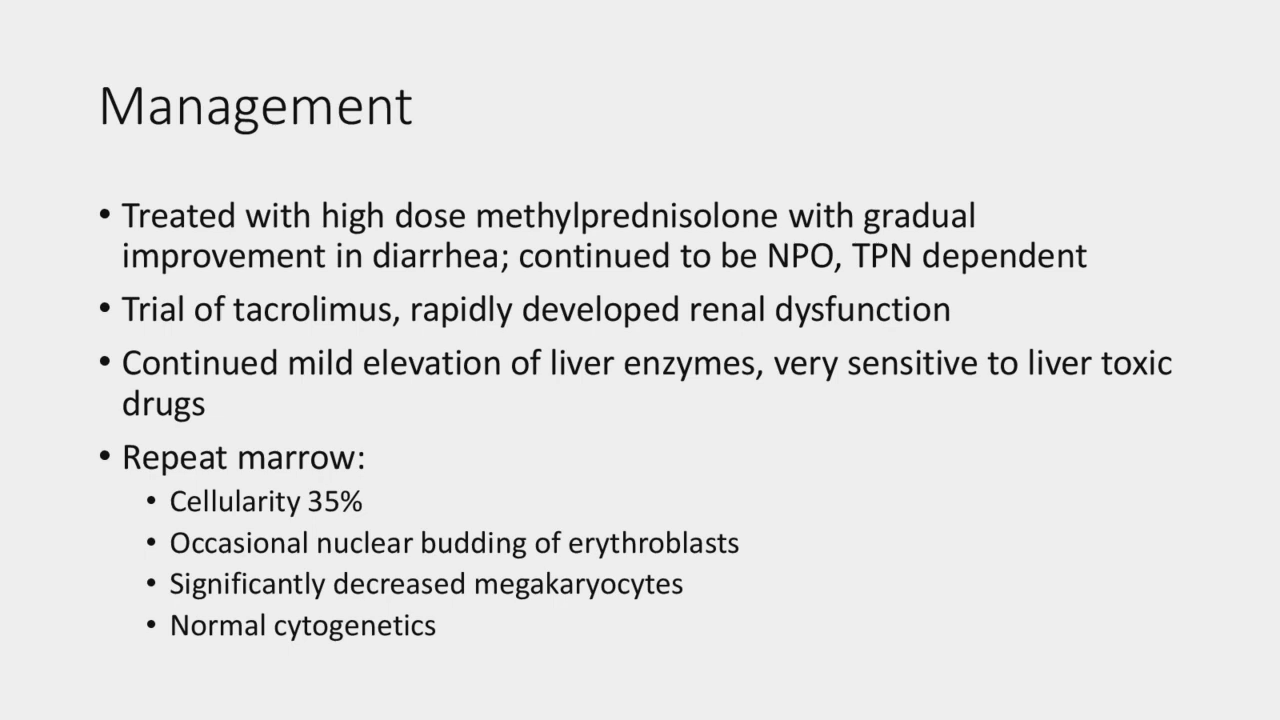 Management
• Treated with high dose methylprednisolone with gradual
improvement in diarrhea; continued to be NPO, TPN dependent
• Trial of tacrolimus, rapidly developed renal dysfunction
• Continued mild elevation of liver enzymes, very sensitive to liver toxic
drugs
• Repeat marrow:
• Cellularity 35%
• Occasional nuclear budding of erythroblasts
• Significantly decreased megakaryocytes
• Normal cytogenetics